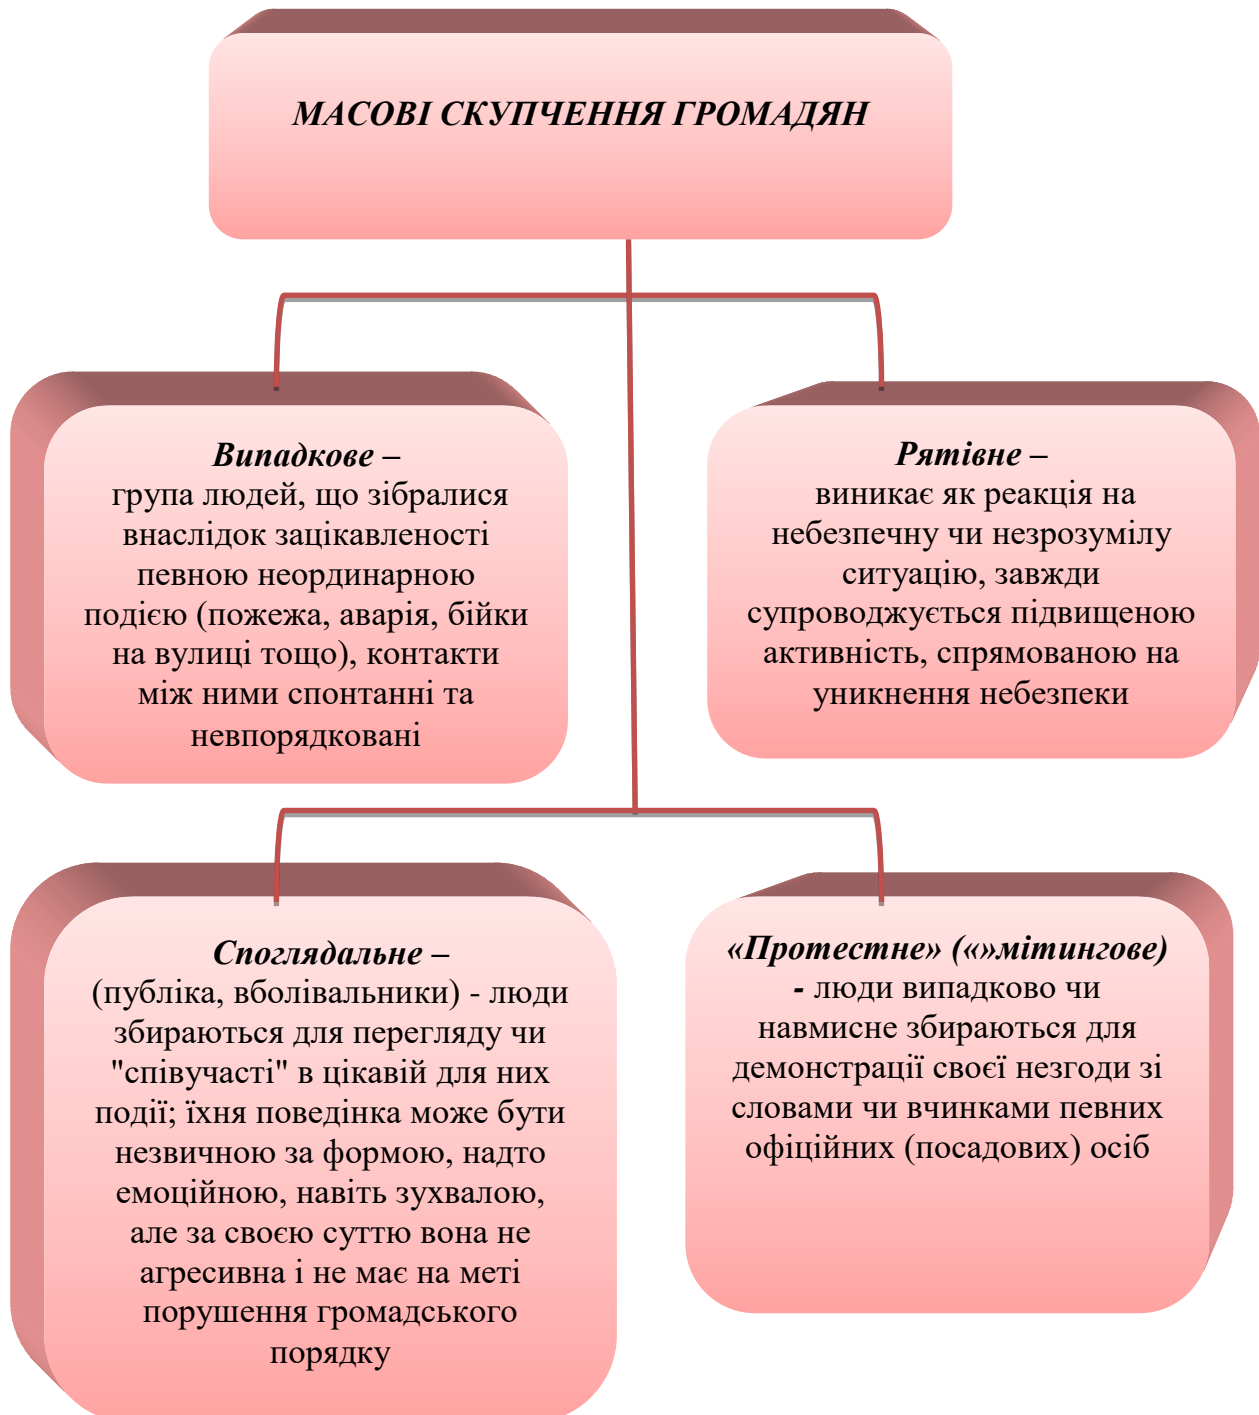 МАСОВІ СКУПЧЕННЯ ГРОМАДЯН
Випадкове –
група людей, що зібралися
внаслідок зацікавленості
певною неординарною
подією (пожежа, аварія, бійки
на вулиці тощо), контакти
між ними спонтанні та
невпорядковані
Рятівне –
виникає як реакція на
небезпечну чи незрозумілу
ситуацію, завжди
супроводжується підвищеною
активність, спрямованою на
уникнення небезпеки
Споглядальне –
(публіка, вболівальники) - люди
збираються для перегляду чи
"співучасті" в цікавій для них
події; їхня поведінка може бути
незвичною за формою, надто
емоційною, навіть зухвалою,
але за своєю суттю вона не
агресивна і не має на меті
порушення громадського
порядку
«Протестне» («»мітингове)
- люди випадково чи
навмисне збираються для
демонстрації своєї незгоди зі
словами чи вчинками певних
офіційних (посадових) осіб